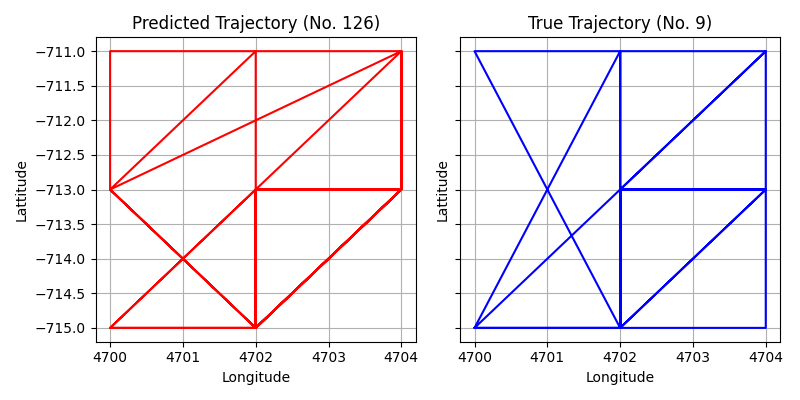 Predicted Trajectory (No. 126)
True Trajectory (No. 9)
−711.0
−711.5
−712.0
−712.5
−713.0
−713.5
−714.0
−714.5
−715.0
Lattitude
Lattitude
4700 4701 4702 4703 4704
4700 4701 4702 4703 4704
Longitude
Longitude